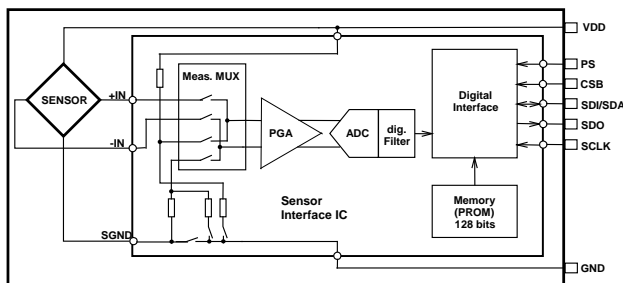 VDD
PS
CSB
SDI/SDA
SDO
SCLK
GND
SENSOR
+IN
-IN
SGND
Meas. MUX
PGA
ADC
dig.
Filter
Digital
Interface
Memory
(PROM)
128 bits
Sensor
Interface IC